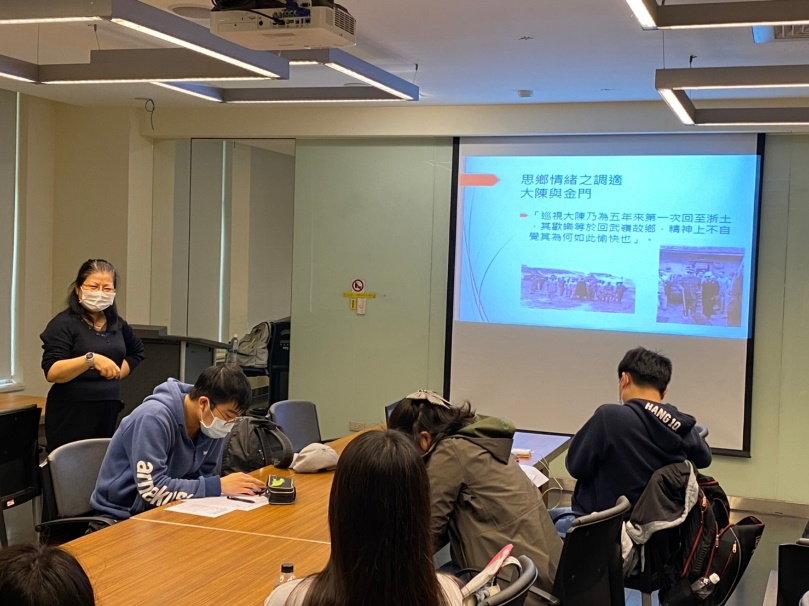 思鄉情緒之調適
大陳與金門
「巡視大陳乃為五年來第一次回至浙土
，其歡樂等於回武嶺故鄉，精神上不自
覺其為何如此愉快也」。
HANG 10